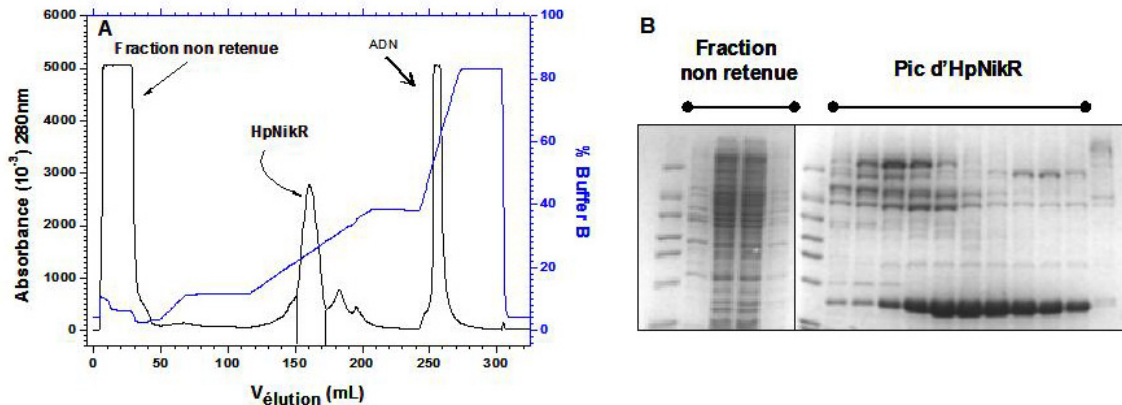 A
B
6000
5000
4000
3000
2000
1000
0
Absorbance (10⁻³) 280nm
Fraction non retenue
HpNikR
ADN
100
80
60
40
20
0
% Buffer B
0 50 100 150 200 250 300
Vélution (mL)
Fraction
non retenue
Pic d'HpNikR